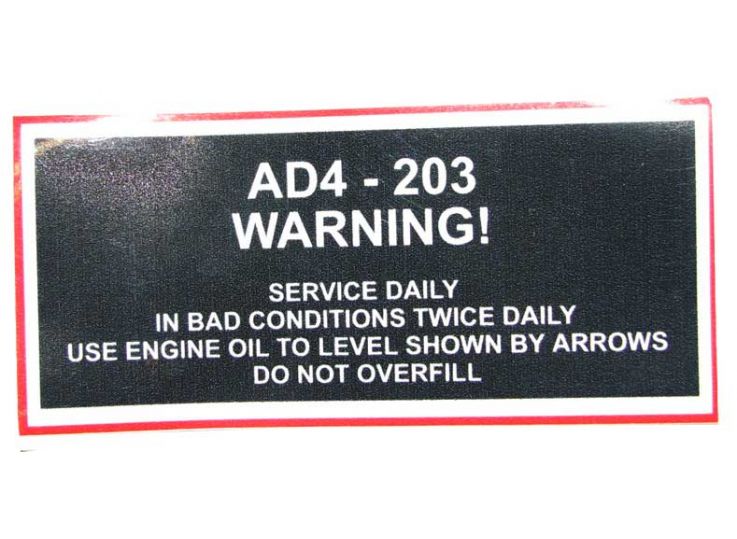 AD4 - 203
WARNING!
SERVICE DAILY
IN BAD CONDITIONS TWICE DAILY
USE ENGINE OIL TO LEVEL SHOWN BY ARROWS
DO NOT OVERFILL